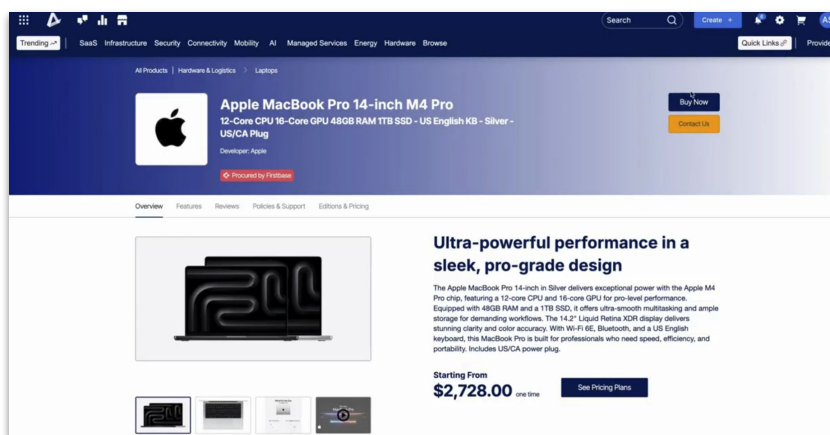 Search
Create +
AS
Trending
SaaS Infrastructure Security Connectivity Mobility AI Managed Services Energy Hardware Browse
Quick Links
Provide
All Products | Hardware & Logistics > Laptops
Apple MacBook Pro 14-inch M4 Pro
12-Core CPU 16-Core GPU 48GB RAM 1TB SSD - US English KB - Silver -
US/CA Plug
Developer: Apple
Procured by Firstbase
Buy Now
Contact Us
Overview Features Reviews Policies & Support Editions & Pricing
Ultra-powerful performance in a
sleek, pro-grade design
The Apple MacBook Pro 14-inch in Silver delivers exceptional power with the Apple M4
Pro chip, featuring a 12-core CPU and 16-core GPU for pro-level performance.
Equipped with 48GB RAM and a 1TB SSD, it offers ultra-smooth multitasking and ample
storage for demanding workflows. The 14.2" Liquid Retina XDR display delivers
stunning clarity and color accuracy. With Wi-Fi 6E, Bluetooth, and a US English
keyboard, this MacBook Pro is built for professionals who need speed, efficiency, and
portability. Includes US/CA power plug.
Starting From
$2,728.00 one time
See Pricing Plans